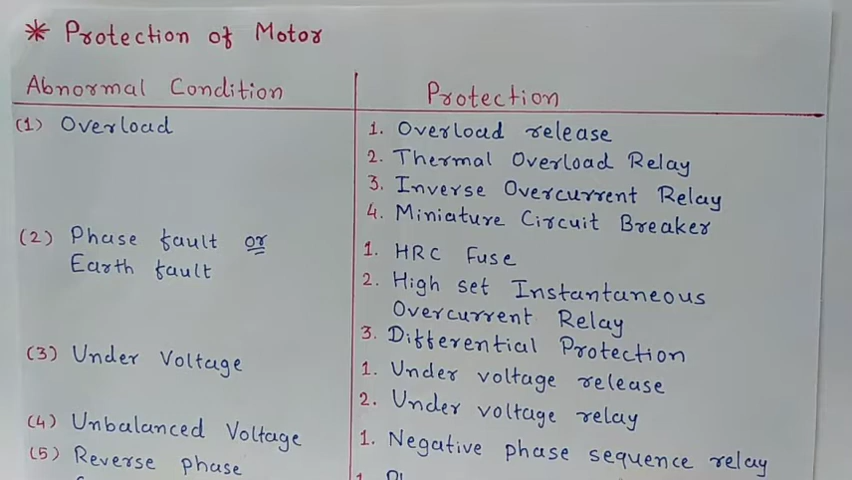 * Protection of Motor
Abnormal Condition
Protection
(1) Overload
1. Overload release
2. Thermal Overload Relay
3. Inverse Overcurrent Relay
4. Miniature Circuit Breaker
(2) Phase fault or
Earth fault
1. HRC Fuse
2. High set Instantaneous
Overcurrent Relay
3. Differential Protection
(3) Under Voltage
1. Under voltage release
2. Under voltage relay
(4) Unbalanced Voltage
1. Negative phase sequence relay
(5) Reverse phase
1.